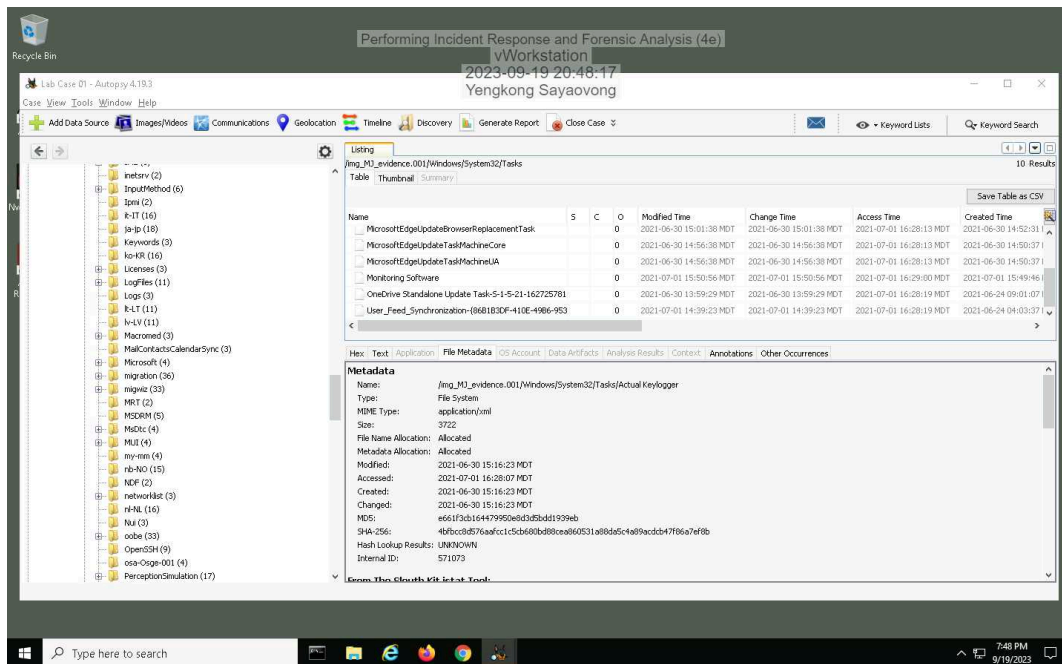 Recycle Bin
Performing Incident Response and Forensic Analysis (4e)
vWorkstation
2023-09-19 20:48:17
Yengkong Sayaovong
Lab Case 01 - Autopsy 4.19.3
Case View Tools Window Help
Add Data Source Images/Videos Communications Geolocation Timeline Discovery Generate Report Close Case Keyword Lists Keyword Search
inetsrv (2)
InputMethod (6)
Ipmi (2)
it-IT (16)
ja-jp (18)
Keywords (3)
ko-KR (16)
Licenses (3)
LogFiles (11)
Logs (3)
lt-LT (11)
lv-LV (11)
Macromed (3)
MailContactsCalendarSync (3)
Microsoft (4)
migration (36)
migwiz (33)
MRT (2)
MSDRM (5)
MsDtc (4)
MUI (4)
my-mm (4)
nb-NO (15)
NDF (2)
networklist (3)
nl-NL (16)
Nui (3)
oobe (33)
OpenSSH (9)
osa-Osge-001 (4)
PerceptionSimulation (17)
Listing
/img_MJ_evidence.001/Windows/System32/Tasks
10 Results
Table Thumbnail Summary
Save Table as CSV
Name S C O Modified Time Change Time Access Time Created Time
MicrosoftEdgeUpdateBrowserReplacementTask 0 2021-06-30 15:01:38 MDT 2021-06-30 15:01:38 MDT 2021-07-01 16:28:13 MDT 2021-06-30 14:52:31
MicrosoftEdgeUpdateTaskMachineCore 0 2021-06-30 14:56:38 MDT 2021-06-30 14:56:38 MDT 2021-07-01 16:28:13 MDT 2021-06-30 14:50:37
MicrosoftEdgeUpdateTaskMachineUA 0 2021-06-30 14:56:38 MDT 2021-06-30 14:56:38 MDT 2021-07-01 16:28:13 MDT 2021-06-30 14:50:37
Monitoring Software 0 2021-07-01 15:50:56 MDT 2021-07-01 15:50:56 MDT 2021-07-01 16:29:00 MDT 2021-07-01 15:49:46
OneDrive Standalone Update Task-S-1-5-21-162725781 0 2021-06-30 13:59:29 MDT 2021-06-30 13:59:29 MDT 2021-07-01 16:28:19 MDT 2021-06-24 09:01:07
User_Feed_Synchronization-{86B1B3DF-410E-49B6-953 0 2021-07-01 14:39:23 MDT 2021-07-01 14:39:23 MDT 2021-07-01 16:28:19 MDT 2021-06-24 04:03:37
Hex Text Application File Metadata OS Account Data Artifacts Analysis Results Context Annotations Other Occurrences
Metadata
Name: /img_MJ_evidence.001/Windows/System32/Tasks/Actual Keylogger
Type: File System
MIME Type: application/xml
Size: 3722
File Name Allocation: Allocated
Metadata Allocation: Allocated
Modified: 2021-06-30 15:16:23 MDT
Accessed: 2021-07-01 16:28:07 MDT
Created: 2021-06-30 15:16:23 MDT
Changed: 2021-06-30 15:16:23 MDT
MD5: e661f3cb164479950e8d3d5bdd1939eb
SHA-256: 4bfbcc8d576aafcc1c5cb680bd88cea860531a88da5c4a89acdcb47f86a7ef8b
Hash Lookup Results: UNKNOWN
Internal ID: 571073
From The Sleuth Kit istat Tool:
Type here to search
7:48 PM
9/19/2023